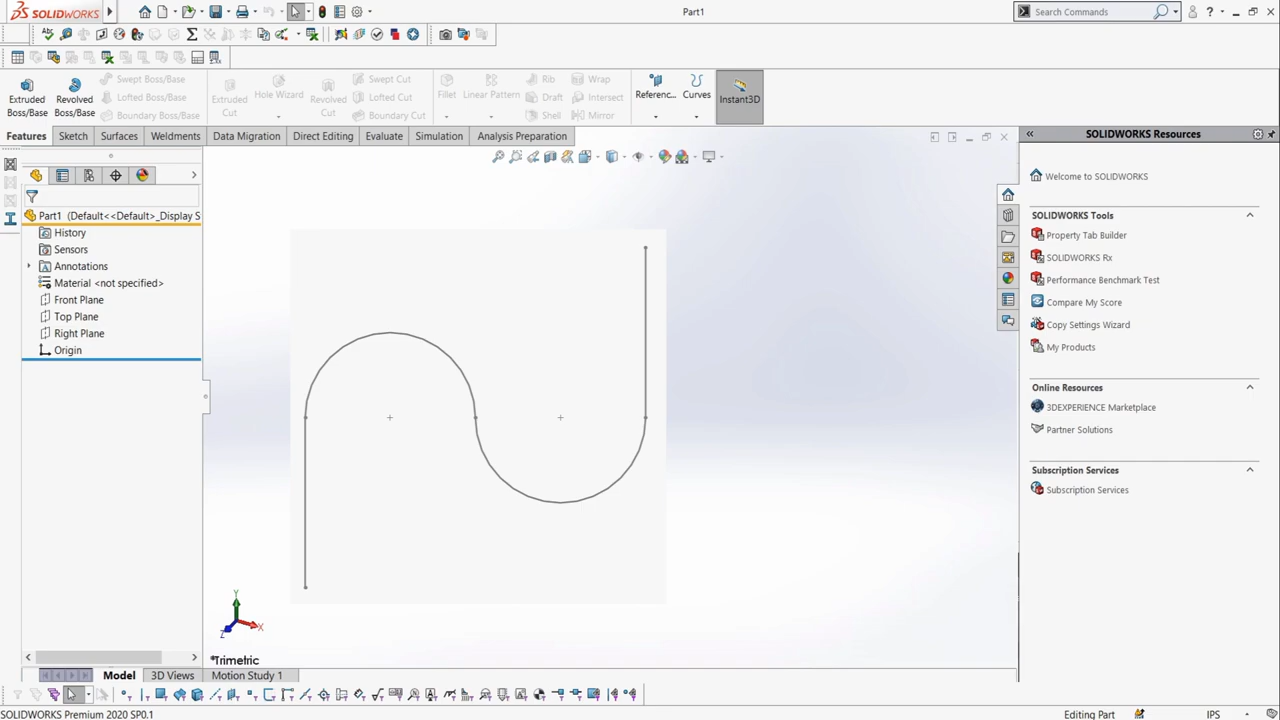 SOLIDWORKS
Part1
Search Commands
Extruded Boss/Base
Revolved Boss/Base
Swept Boss/Base
Lofted Boss/Base
Boundary Boss/Base
Extruded Cut
Hole Wizard
Revolved Cut
Swept Cut
Lofted Cut
Boundary Cut
Fillet
Linear Pattern
Rib
Draft
Shell
Wrap
Intersect
Mirror
Referenc...
Curves
Instant3D
Features Sketch Surfaces Weldments Data Migration Direct Editing Evaluate Simulation Analysis Preparation
Part1 (Default<<Default>_Display S
History
Sensors
Annotations
Material <not specified>
Front Plane
Top Plane
Right Plane
Origin
Y
X
Z
*Trimetric
Model 3D Views Motion Study 1
SOLIDWORKS Premium 2020 SP0.1
Editing Part
IPS
SOLIDWORKS Resources
Welcome to SOLIDWORKS
SOLIDWORKS Tools
Property Tab Builder
SOLIDWORKS Rx
Performance Benchmark Test
Compare My Score
Copy Settings Wizard
My Products
Online Resources
3DEXPERIENCE Marketplace
Partner Solutions
Subscription Services
Subscription Services